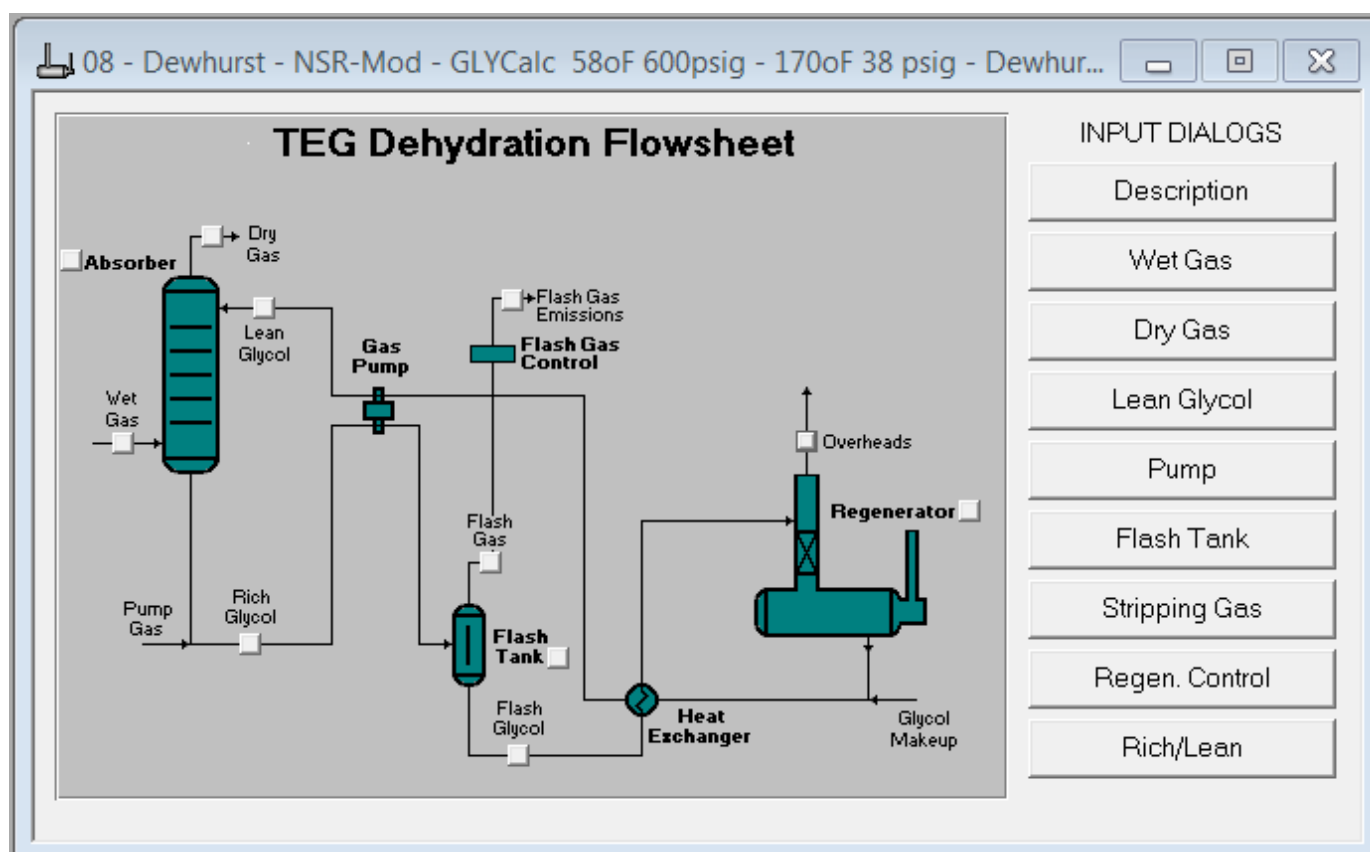 08 - Dewhurst - NSR-Mod - GLYCalc 58oF 600psig - 170oF 38 psig - Dewhur...
TEG Dehydration Flowsheet
INPUT DIALOGS
Description
Wet Gas
Dry Gas
Lean Glycol
Pump
Flash Tank
Stripping Gas
Regen. Control
Rich/Lean
Dry
Gas
Absorber
Lean
Glycol
Wet
Gas
Gas
Pump
Flash Gas
Emissions
Flash Gas
Control
Overheads
Regenerator
Flash
Gas
Pump
Gas
Rich
Glycol
Flash
Tank
Flash
Glycol
Heat
Exchanger
Glycol
Makeup